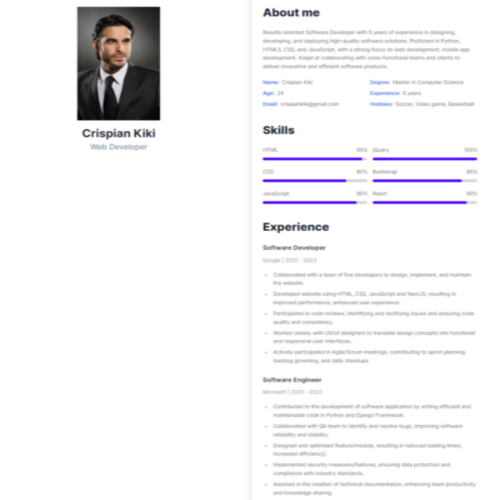 Crispian Kiki
Web Developer
About me
Results-oriented Software Developer with 5 years of experience in designing,
developing, and deploying high-quality software solutions. Proficient in Python,
HTML5, CSS, and JavaScript, with a strong focus on web development, mobile app
development. Adept at collaborating with cross-functional teams and clients to
deliver innovative and efficient software products.
Name: Crispian Kiki
Degree: Master in Computer Science
Age: 24
Experience: 5 years
Email: crispiankiki@gmail.com
Hobbies: Soccer, Video game, Basketball
Skills
HTML 95%
jQuery 100%
CSS 80%
Bootstrap 85%
JavaScript 90%
React 90%
Experience
Software Developer
Google | 2022 - 2023
• Collaborated with a team of five developers to design, implement, and maintain
the website.
• Developed website using HTML, CSS, JavaScript and NextJS, resulting in
improved performance, enhanced user experience.
• Participated in code reviews, identifying and rectifying issues and ensuring code
quality and consistency.
• Worked closely with UX/UI designers to translate design concepts into functional
and responsive user interfaces.
• Actively participated in Agile/Scrum meetings, contributing to sprint planning,
backlog grooming, and daily standups.
Software Engineer
Microsoft | 2020 - 2022
• Contributed to the development of software application by writing efficient and
maintainable code in Python and Django Framework.
• Collaborated with QA team to identify and resolve bugs, improving software
reliability and stability.
• Designed and optimized feature/module, resulting in reduced loading times,
increased efficiency).
• Implemented security measures/features, ensuring data protection and
compliance with industry standards.
• Assisted in the creation of technical documentation, enhancing team productivity
and knowledge sharing.